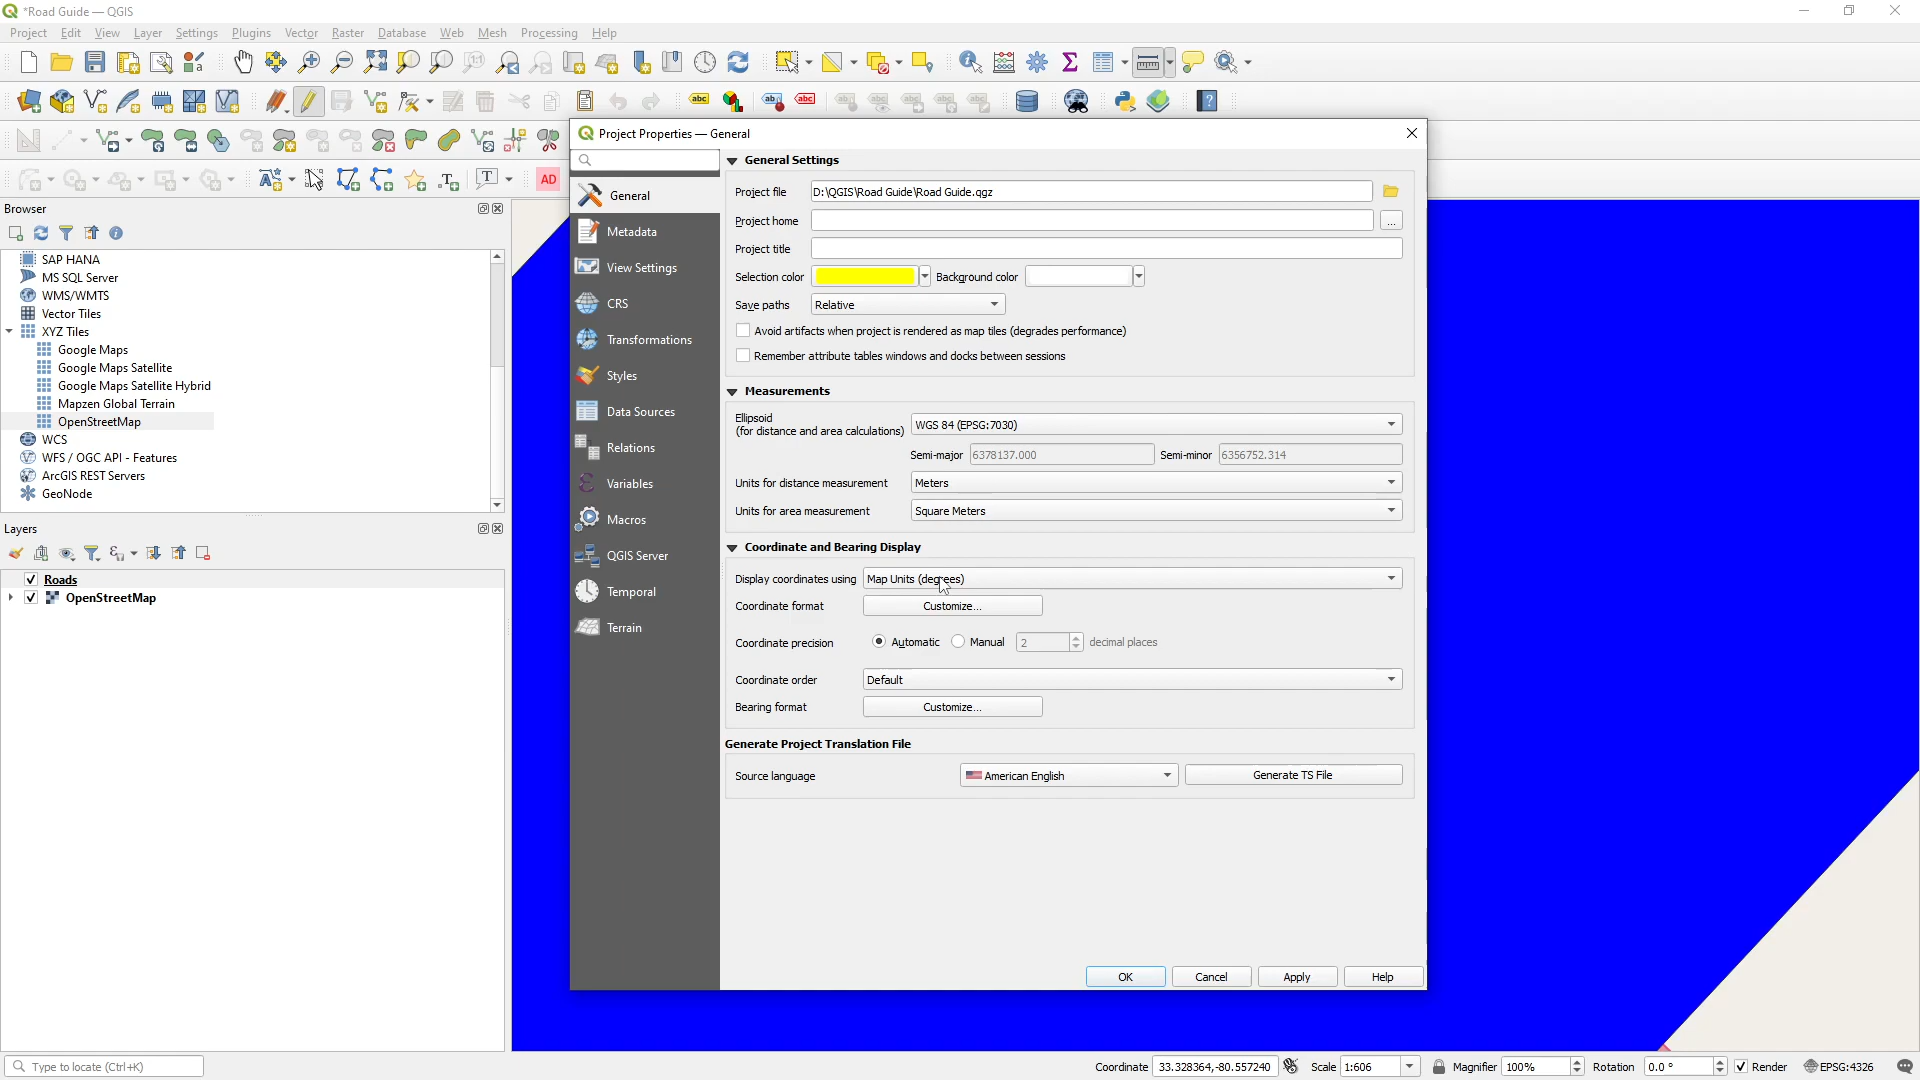 *Road Guide — QGIS
Project Edit View Layer Settings Plugins Vector Raster Database Web Mesh Processing Help
abc abc abc
AD
Browser
SAP HANA
MS SQL Server
WMS/WMTS
Vector Tiles
XYZ Tiles
Google Maps
Google Maps Satellite
Google Maps Satellite Hybrid
Mapzen Global Terrain
OpenStreetMap
WCS
WFS / OGC API - Features
ArcGIS REST Servers
GeoNode
Layers
Roads
OpenStreetMap
Project Properties — General
General
Metadata
View Settings
CRS
Transformations
Styles
Data Sources
Relations
Variables
Macros
QGIS Server
Temporal
Terrain
General Settings
Project file D:\QGIS\Road Guide\Road Guide.qgz
Project home ...
Project title
Selection color Background color
Save paths Relative
Avoid artifacts when project is rendered as map tiles (degrades performance)
Remember attribute tables windows and docks between sessions
Measurements
Ellipsoid
(for distance and area calculations) WGS 84 (EPSG:7030)
Semi-major 6378137.000 Semi-minor 6356752.314
Units for distance measurement Meters
Units for area measurement Square Meters
Coordinate and Bearing Display
Display coordinates using Map Units (degrees)
Coordinate format Customize...
Coordinate precision Automatic Manual 2 decimal places
Coordinate order Default
Bearing format Customize...
Generate Project Translation File
Source language American English Generate TS File
OK Cancel Apply Help
Type to locate (Ctrl+K) Coordinate 33.328364,-80.557240 Scale 1:606 Magnifier 100% Rotation 0.0 ° Render EPSG:4326